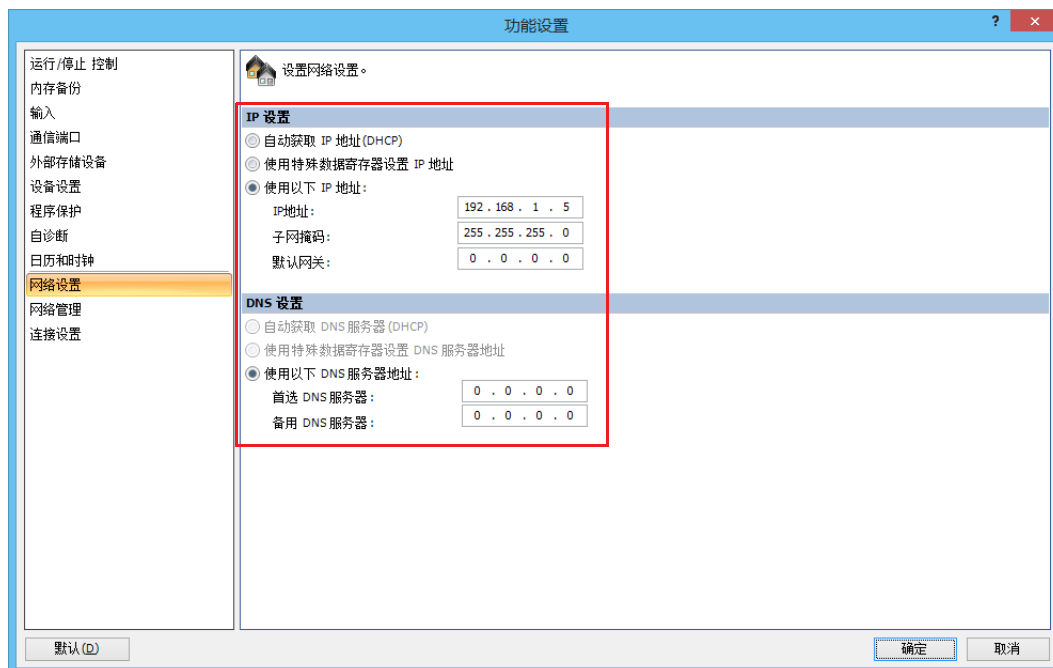 功能设置
?
×
运行/停止 控制
内存备份
输入
通信端口
外部存储设备
设备设置
程序保护
自诊断
日历和时钟
网络设置
网络管理
连接设置
设置网络设置。
IP 设置
自动获取 IP 地址(DHCP)
使用特殊数据寄存器设置 IP 地址
使用以下 IP 地址:
IP地址: 192 . 168 . 1 . 5
子网掩码: 255 . 255 . 255 . 0
默认网关: 0 . 0 . 0 . 0
DNS 设置
自动获取 DNS 服务器(DHCP)
使用特殊数据寄存器设置 DNS 服务器地址
使用以下 DNS 服务器地址:
首选 DNS 服务器: 0 . 0 . 0 . 0
备用 DNS 服务器: 0 . 0 . 0 . 0
默认(D)
确定
取消